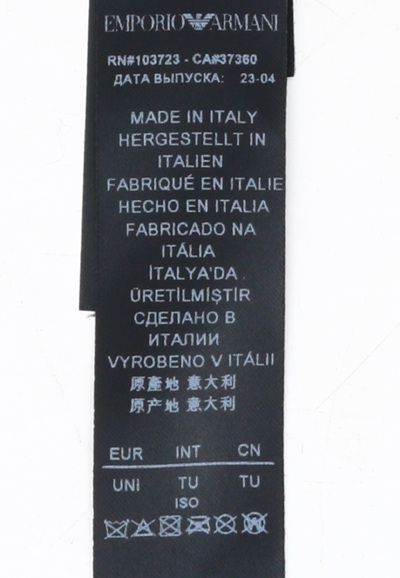 EMPORIO ARMANI
RN#103723 - CA#37360
ДАТА ВЫПУСКА: 23-04
MADE IN ITALY
HERGESTELLT IN
ITALIEN
FABRIQUÉ EN ITALIE
HECHO EN ITALIA
FABRICADO NA
ITÁLIA
İTALYA'DA
ÜRETİLMİŞTİR
СДЕЛАНО В
ИТАЛИИ
VYROBENO V ITÁLII
原產地 意大利
原产地 意大利
EUR INT CN
UNI TU TU
ISO